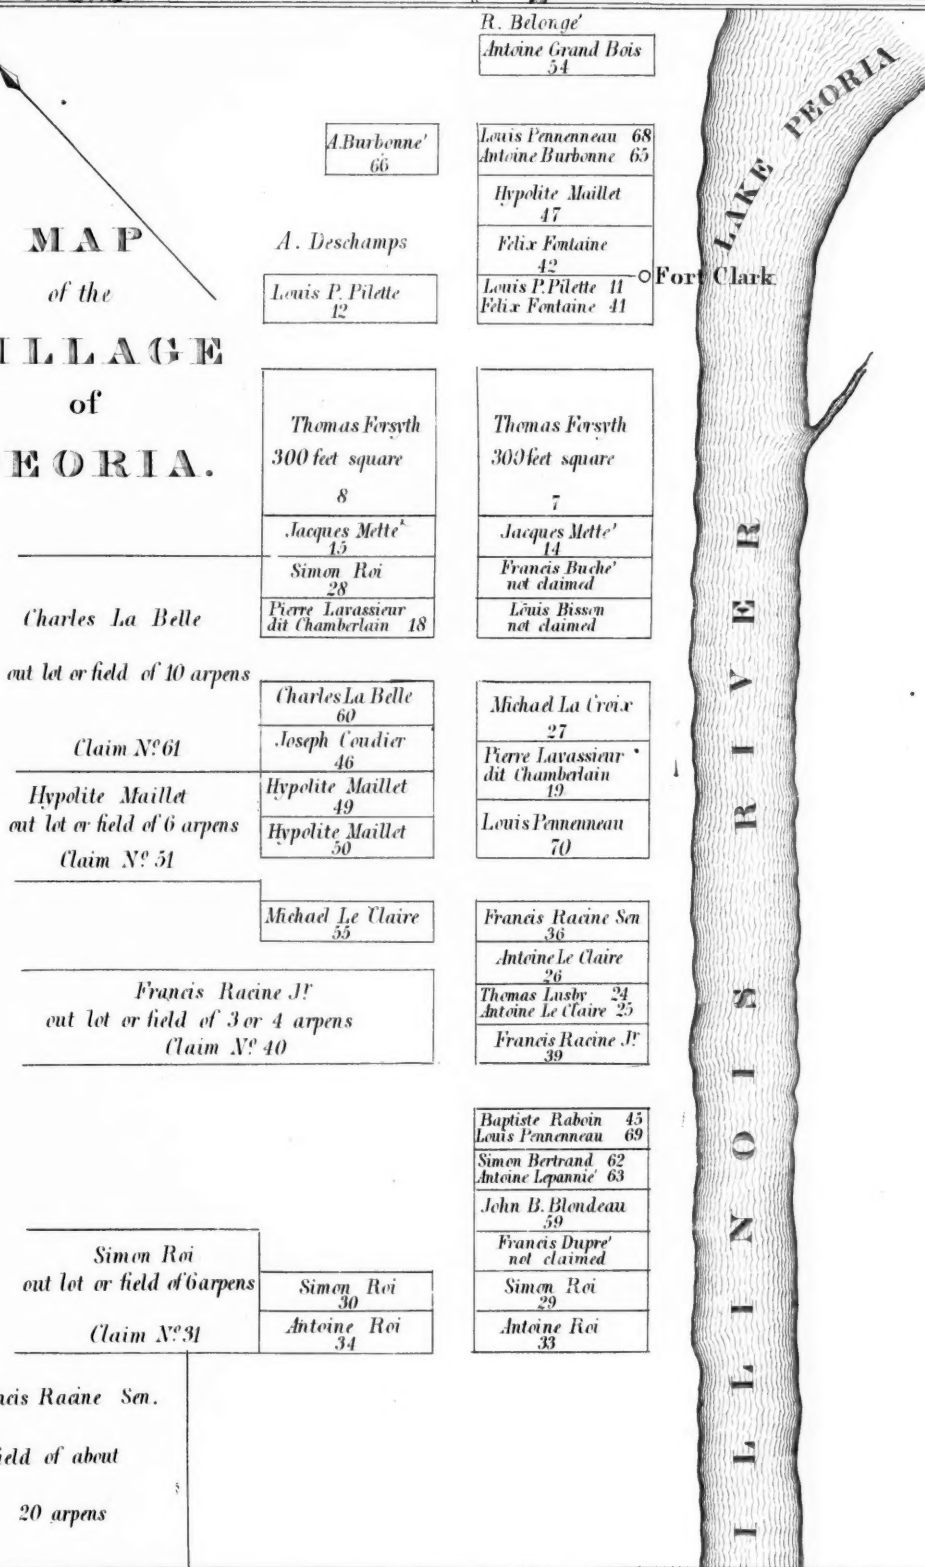 R. Belongé
Antoine Grand Bois
54
A. Burbonné
66
Louis Pennenneau 68
Antoine Burbonne 65
Hypolite Maillet
47
MAP
of the
ILLAGE
of
EORIA.
A. Deschamps
Louis P. Pilette
12
Felix Fontaine
42
Louis P. Pilette 11
Felix Fontaine 41
Fort Clark
LAKE PEORIA
Thomas Forsyth
300 feet square
8
Thomas Forsyth
300 feet square
7
Jacques Metté
15
Jacques Metté
14
Simon Roi
28
Francis Buché
not claimed
Pierre Lavassieur
dit Chamberlain 18
Louis Bisson
not claimed
Charles La Belle
out lot or field of 10 arpens
Claim No. 61
Charles La Belle
60
Joseph Coudier
46
Michael La Croix
27
Pierre Lavassieur
dit Chamberlain
19
Hypolite Maillet
out lot or field of 6 arpens
Claim No. 51
Hypolite Maillet
49
Hypolite Maillet
50
Louis Pennenneau
70
Michael Le Claire
55
Francis Racine Sen
36
Antoine Le Claire
26
Thomas Lusby 24
Antoine Le Claire 25
Francis Racine Jr
39
Francis Racine Jr
out lot or field of 3 or 4 arpens
Claim No. 40
Baptiste Raboin 45
Louis Pennenneau 69
Simon Bertrand 62
Antoine Lepannié 63
John B. Blondeau
59
Francis Dupré
not claimed
Simon Roi
out lot or field of 6 arpens
Claim No. 31
Simon Roi
30
Antoine Roi
34
Simon Roi
29
Antoine Roi
33
ncis Racine Sen.
ield of about
20 arpens
ILLINOIS RIVER